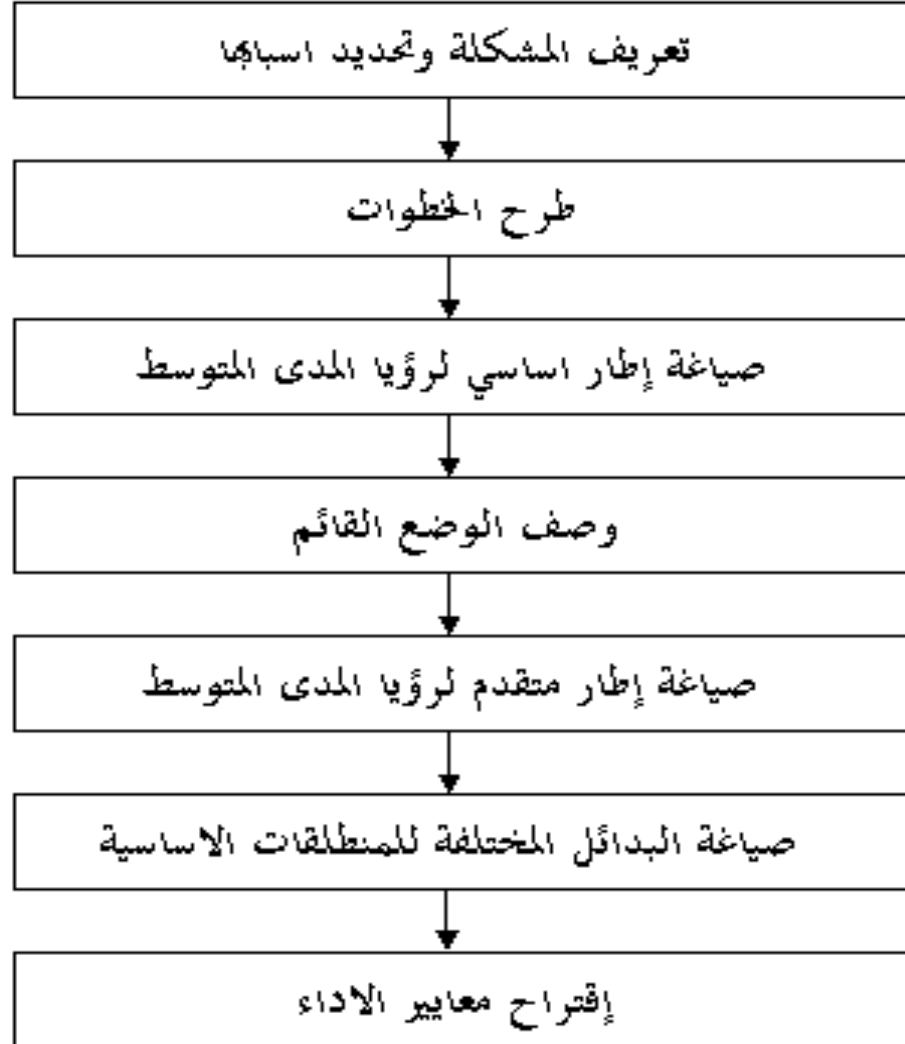 تعريف المشكلة وتحديد اسبابها
طرح الخطوات
صياغة إطار اساسي لرؤيا المدى المتوسط
وصف الوضع القائم
صياغة إطار متقدم لرؤيا المدى المتوسط
صياغة البدائل المختلفة للمنطلقات الاساسية
إقتراح معايير الاداء